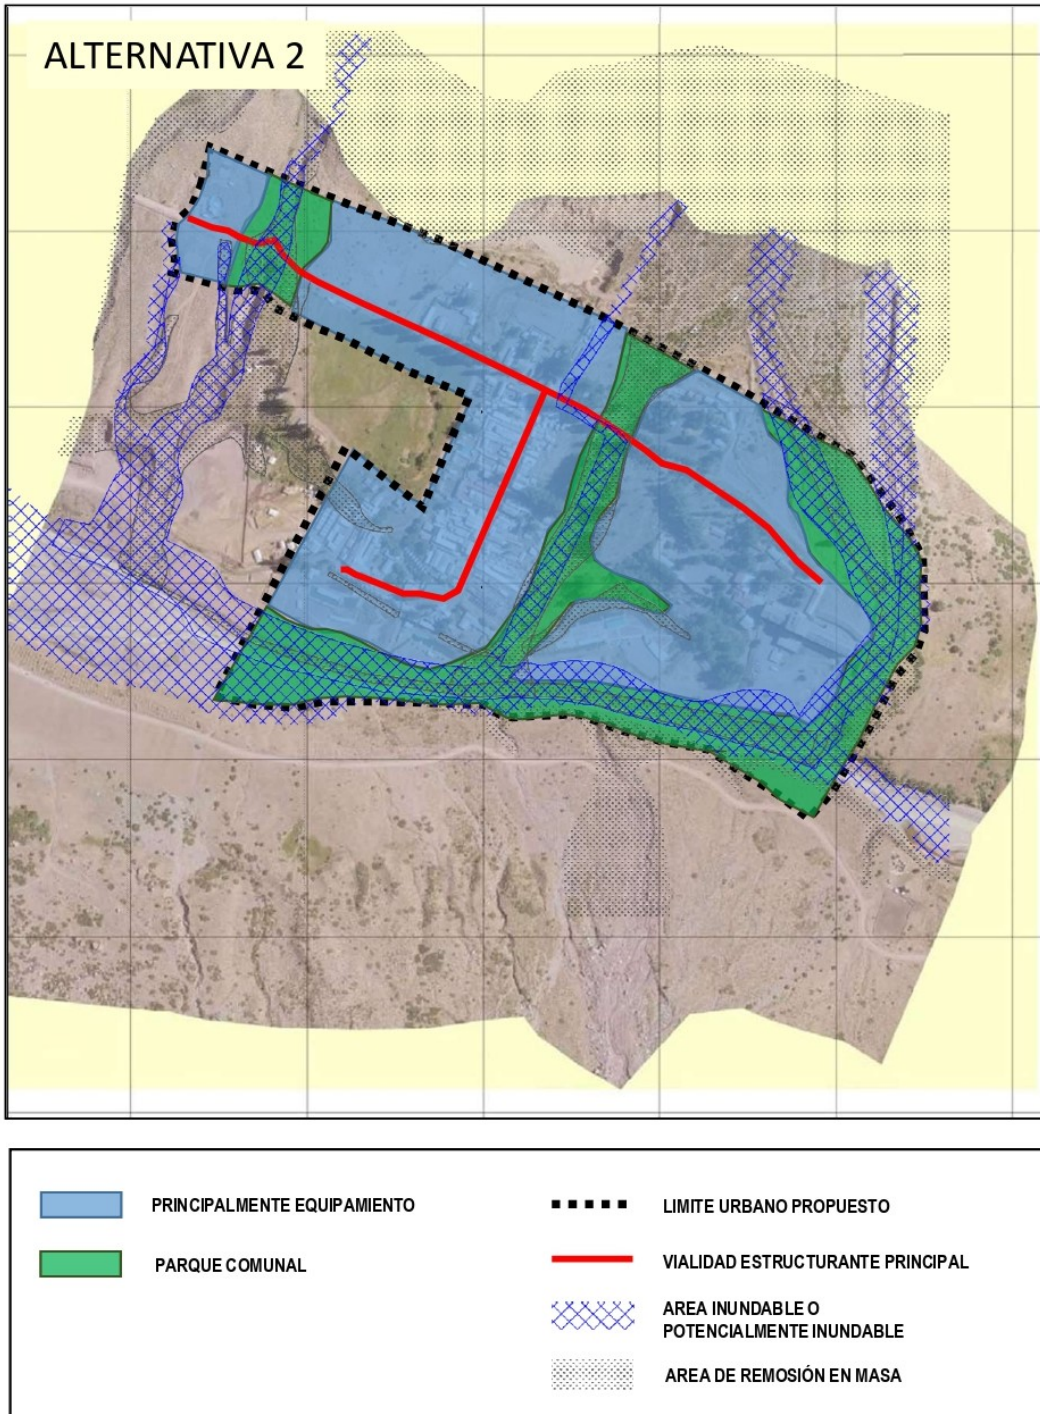 ALTERNATIVA 2
PRINCIPALMENTE EQUIPAMIENTO
PARQUE COMUNAL
LIMITE URBANO PROPUESTO
VIALIDAD ESTRUCTURANTE PRINCIPAL
AREA INUNDABLE O
POTENCIALMENTE INUNDABLE
AREA DE REMOSIÓN EN MASA